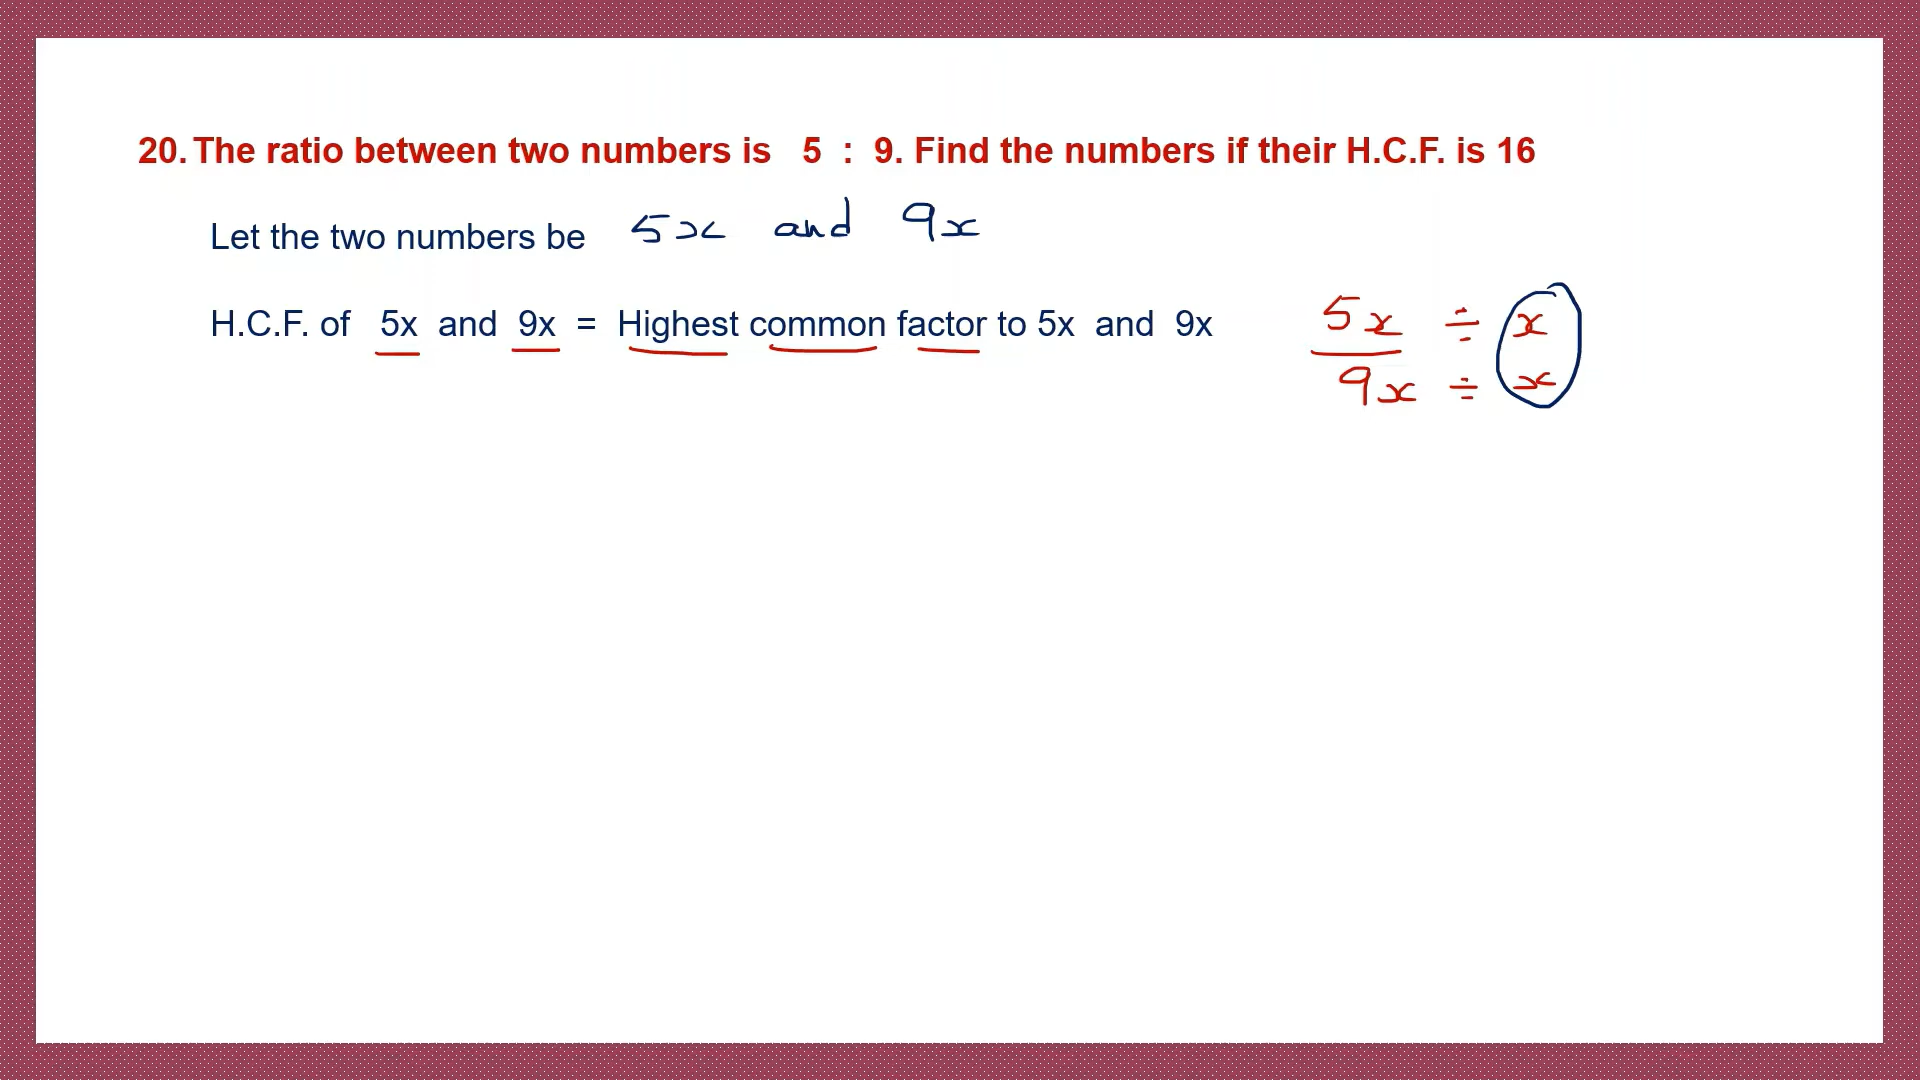 20. The ratio between two numbers is 5 : 9. Find the numbers if their H.C.F. is 16
Let the two numbers be 5x and 9x
H.C.F. of 5x and 9x = Highest common factor to 5x and 9x
5x ÷ x
9x ÷ x